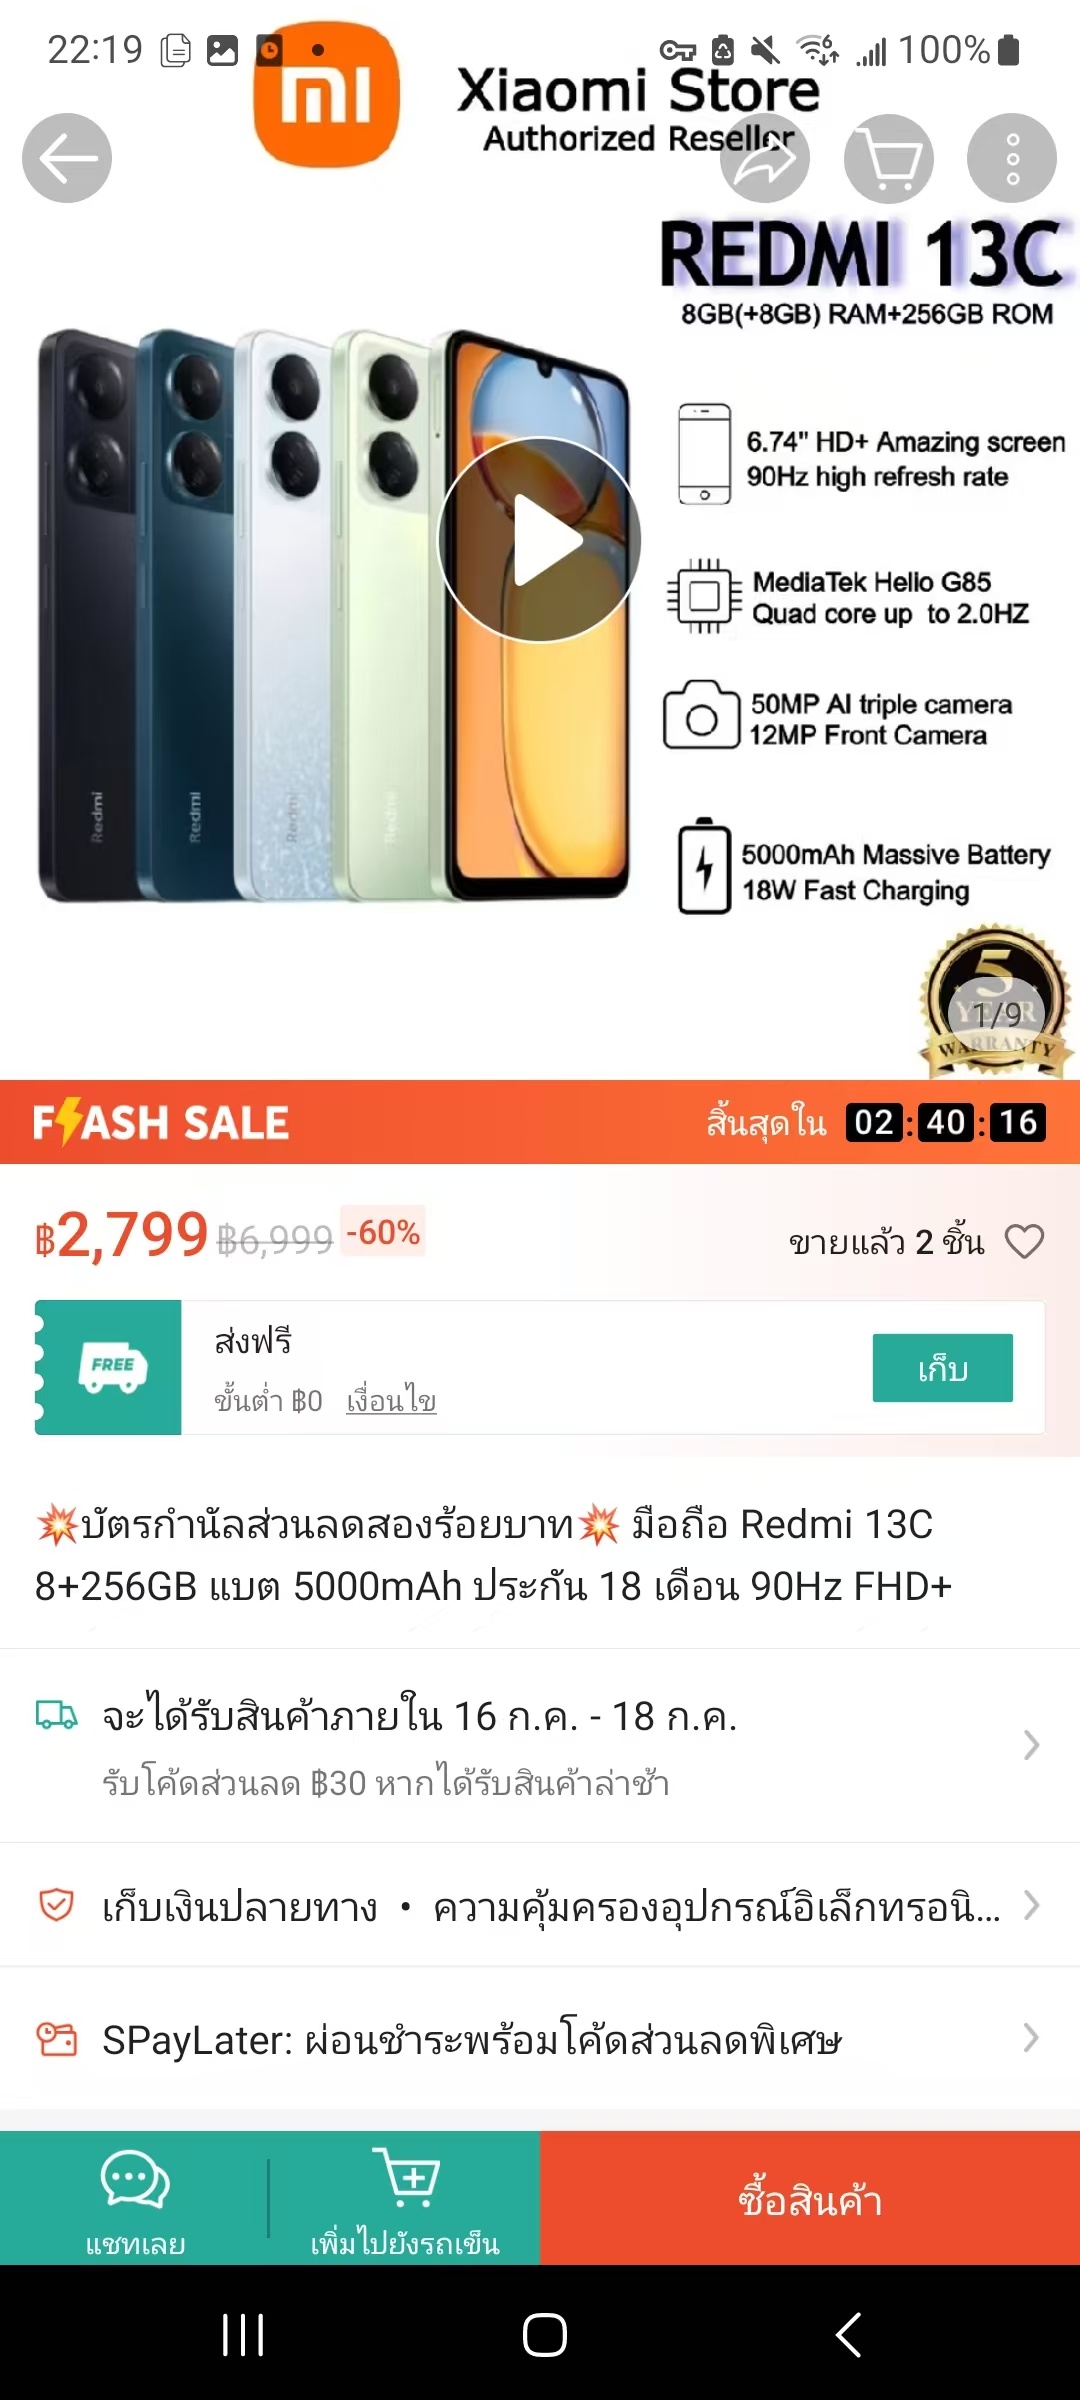 22:19
100%
Xiaomi Store
Authorized Reseller
REDMI 13C
8GB(+8GB) RAM+256GB ROM
6.74" HD+ Amazing screen
90Hz high refresh rate
MediaTek Helio G85
Quad core up to 2.0HZ
50MP AI triple camera
12MP Front Camera
5000mAh Massive Battery
18W Fast Charging
Redmi
Redmi
Redmi
Redmi
5
YEAR
WARRANTY
1/9
FLASH SALE
สิ้นสุดใน 02:40:16
฿2,799 ฿6,999 -60%
ขายแล้ว 2 ชิ้น
FREE
ส่งฟรี
ขั้นต่ำ ฿0 เงื่อนไข
เก็บ
💥บัตรกำนัลส่วนลดสองร้อยบาท💥 มือถือ Redmi 13C
8+256GB แบต 5000mAh ประกัน 18 เดือน 90Hz FHD+
จะได้รับสินค้าภายใน 16 ก.ค. - 18 ก.ค.
รับโค้ดส่วนลด ฿30 หากได้รับสินค้าล่าช้า
เก็บเงินปลายทาง • ความคุ้มครองอุปกรณ์อิเล็กทรอนิ...
SPayLater: ผ่อนชำระพร้อมโค้ดส่วนลดพิเศษ
แชทเลย
เพิ่มไปยังรถเข็น
ซื้อสินค้า